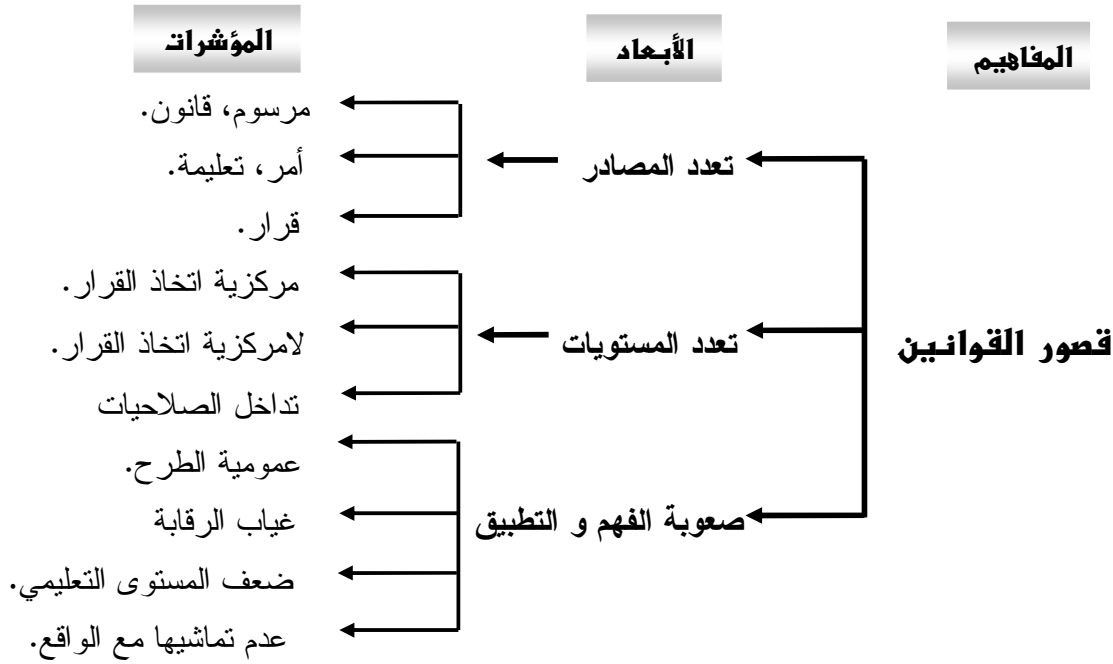 المفاهيم
الأبعاد
المؤشرات
قصور القوانين
تعدد المصادر
مرسوم، قانون.
أمر، تعليمة.
قرار.
تعدد المستويات
مركزية اتخاذ القرار.
لامركزية اتخاذ القرار.
تداخل الصلاحيات
صعوبة الفهم و التطبيق
عمومية الطرح.
غياب الرقابة
ضعف المستوى التعليمي.
عدم تماشيها مع الواقع.